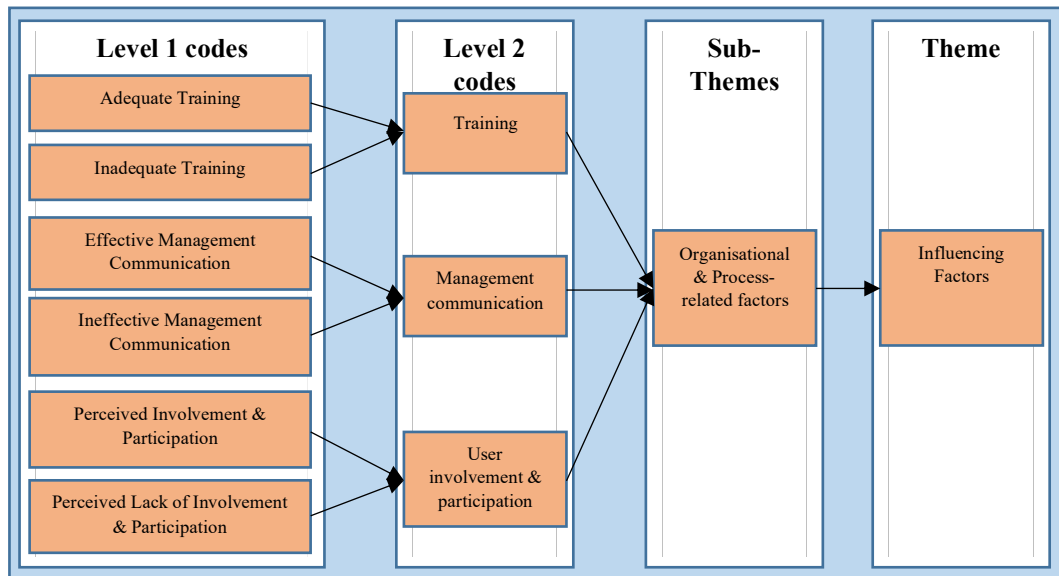 Level 1 codes
Adequate Training
Inadequate Training
Effective Management
Communication
Ineffective Management
Communication
Perceived Involvement &
Participation
Perceived Lack of Involvement
& Participation
Level 2
codes
Training
Management
communication
User
involvement &
participation
Sub-
Themes
Organisational
& Process-
related factors
Theme
Influencing
Factors